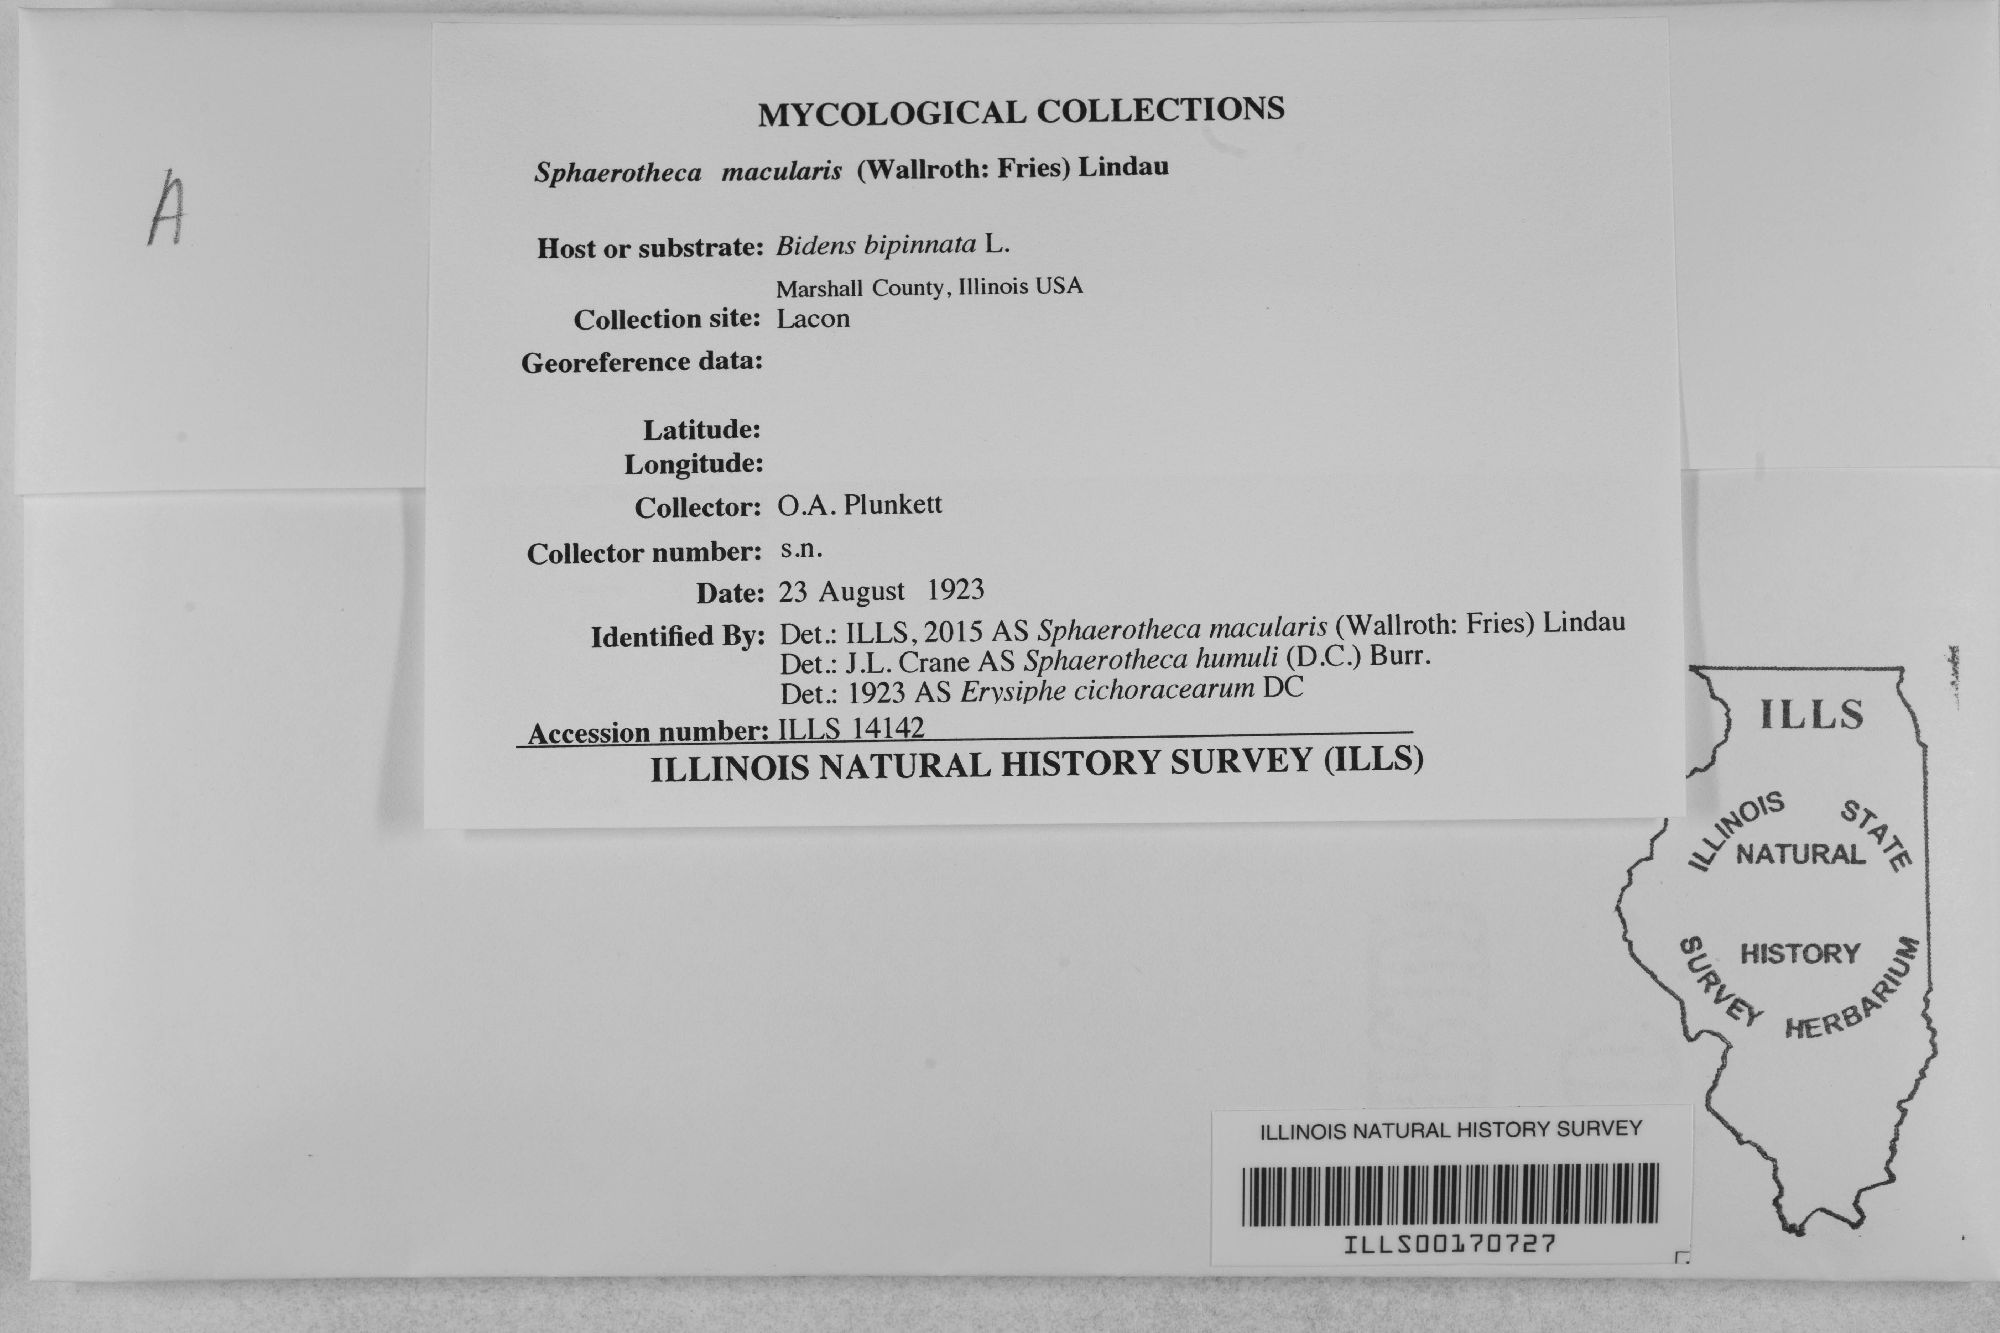 A
MYCOLOGICAL COLLECTIONS
Sphaerotheca macularis (Wallroth: Fries) Lindau
Host or substrate: Bidens bipinnata L.
Marshall County, Illinois USA
Collection site: Lacon
Georeference data:
Latitude:
Longitude:
Collector: O.A. Plunkett
Collector number: s.n.
Date: 23 August 1923
Identified By: Det.: ILLS, 2015 AS Sphaerotheca macularis (Wallroth: Fries) Lindau
Det.: J.L. Crane AS Sphaerotheca humuli (D.C.) Burr.
Det.: 1923 AS Erysiphe cichoracearum DC
Accession number: ILLS 14142
ILLINOIS NATURAL HISTORY SURVEY (ILLS)
ILLS
ILLINOIS STATE
NATURAL
HISTORY
SURVEY HERBARIUM
ILLINOIS NATURAL HISTORY SURVEY
ILLS00170727